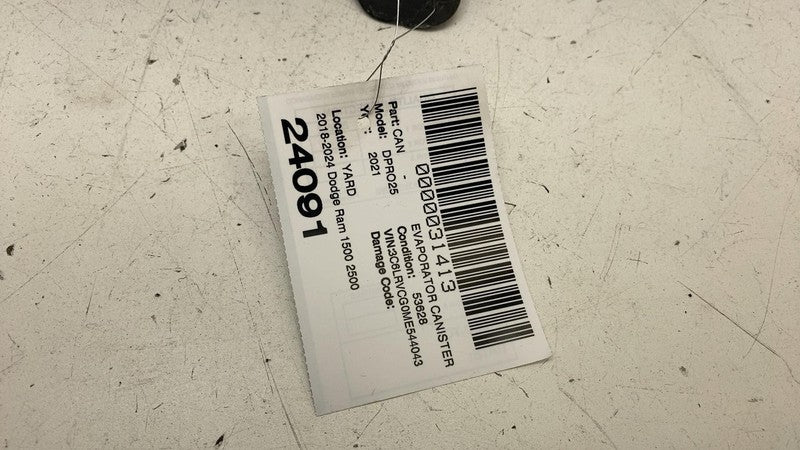 0000031413
Part: CAN - EVAPORATOR CANISTER
Model: DPRO25 Condition: 53628
2021 VIN:3C6LRVCG0ME544043
Damage Code:
Location: YARD
2018-2024 Dodge Ram 1500 2500
24091